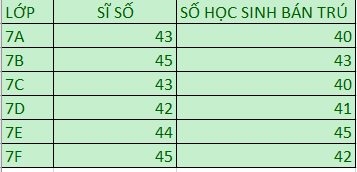 LỚP SĨ SỐ SỐ HỌC SINH BÁN TRÚ
7A 43 40
7B 45 43
7C 43 40
7D 42 41
7E 44 45
7F 45 42